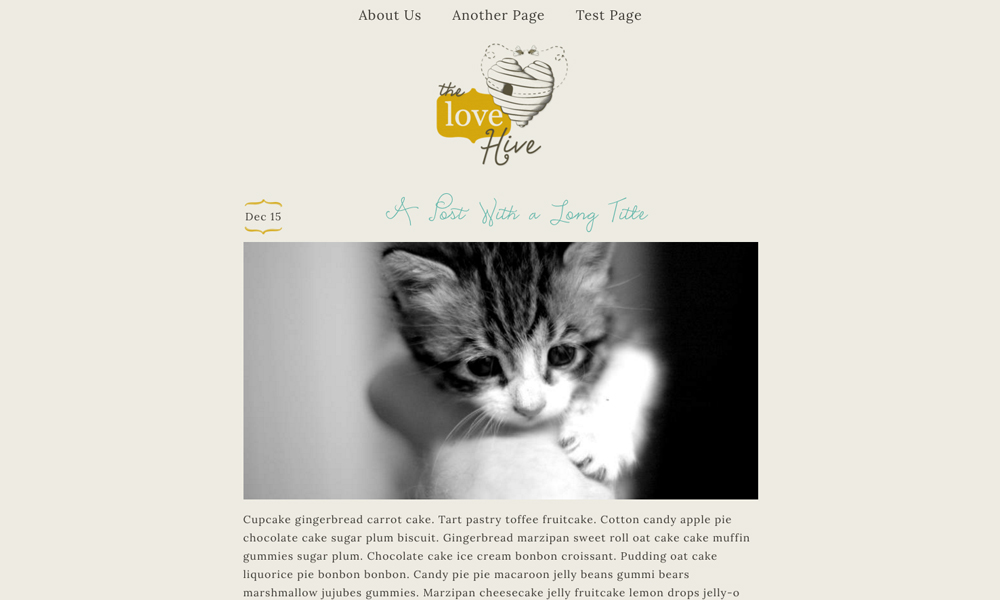 About Us Another Page Test Page
the
love
Hive
Dec 15
A Post With a Long Title
Cupcake gingerbread carrot cake. Tart pastry toffee fruitcake. Cotton candy apple pie
chocolate cake sugar plum biscuit. Gingerbread marzipan sweet roll oat cake cake muffin
gummies sugar plum. Chocolate cake ice cream bonbon croissant. Pudding oat cake
liquorice pie bonbon bonbon. Candy pie pie macaroon jelly beans gummi bears
marshmallow jujubes gummies. Marzipan cheesecake jelly fruitcake lemon drops jelly-o